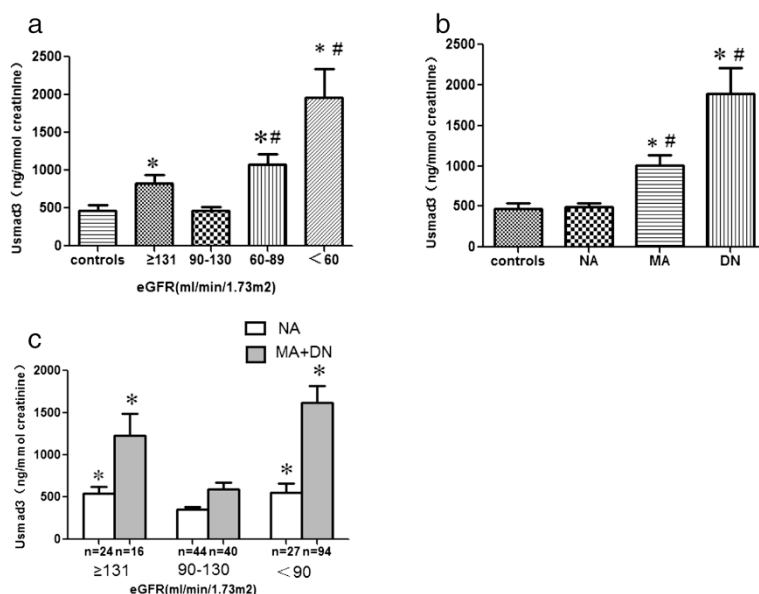 a
Usmad3（ng/mmol creatinine）
2500
2000
1500
1000
500
0
*
*#
* #
controls ≥131 90-130 60-89 ＜60
eGFR(ml/min/1.73m2)
b
Usmad3（ng/mmol creatinine）
2500
2000
1500
1000
500
0
* #
* #
controls NA MA DN
c
NA
MA+DN
Usmad3（ng/mmol creatinine）
2000
1500
1000
500
0
*
*
*
*
n=24 n=16 n=44 n=40 n=27 n=94
≥131 90-130 ＜90
eGFR(ml/min/1.73m2)